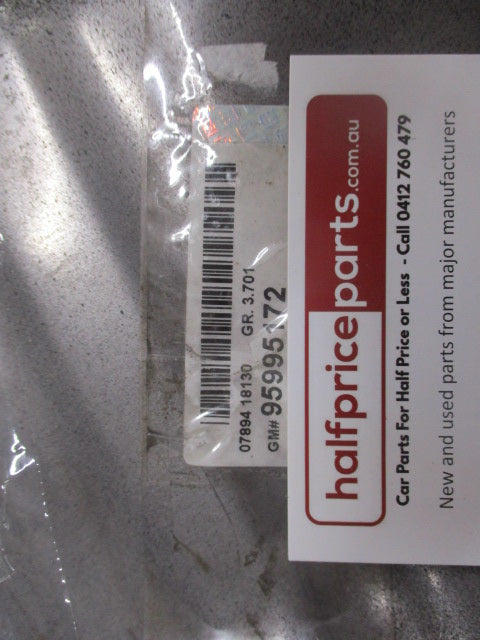 07894 18130 GR. 3.701
GM# 95995172
halfpriceparts.com.au
Car Parts For Half Price or Less - Call 0412 760 479
New and used parts from major manufacturers